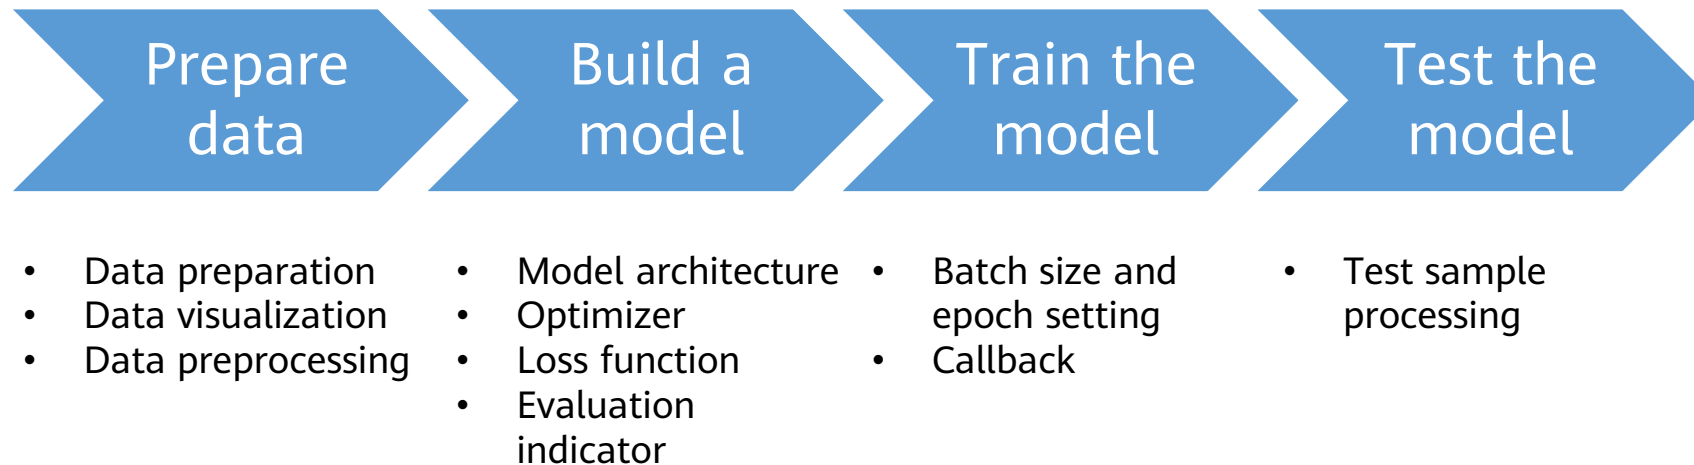 Prepare
data
Build a
model
Train the
model
Test the
model
• Data preparation
• Data visualization
• Data preprocessing
• Model architecture
• Optimizer
• Loss function
• Evaluation
indicator
• Batch size and
epoch setting
• Callback
• Test sample
processing